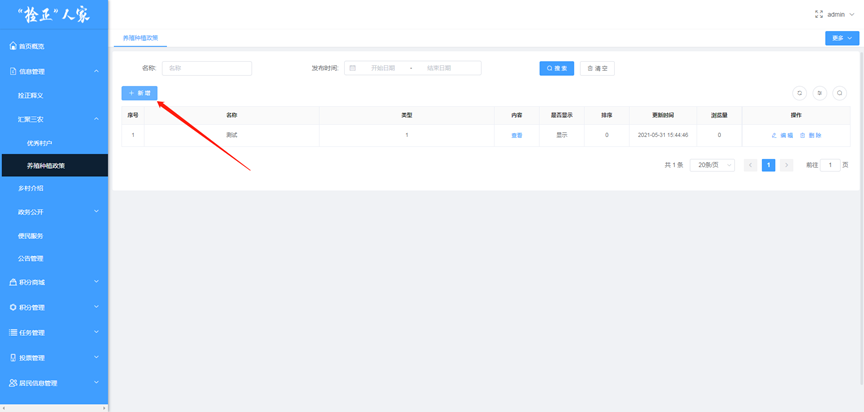 “拴正”人家
admin
首页概览
信息管理
拴正释义
汇聚三农
优秀村户
养殖种植政策
乡村介绍
政务公开
便民服务
公告管理
积分商城
积分管理
任务管理
投票管理
居民信息管理
养殖种植政策
更多
名称: 名称 发布时间: 开始日期 - 结束日期 搜索 清空
+ 新增
序号 名称 类型 内容 是否显示 排序 更新时间 浏览量 操作
1 测试 1 查看 显示 0 2021-05-31 15:44:46 0 编辑 删除
共 1 条 20条/页 1 前往 1 页